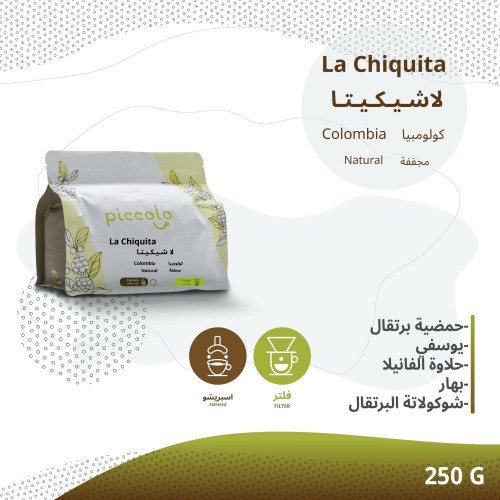 La Chiquita
لاشيكيتا
Colombia كولومبيا
Natural مجففة
piccolo
La Chiquita
لا شيكيتا
Colombia كولومبيا
Natural مجففة
-حمضية برتقال
-يوسفي
-حلاوة الفانيلا
-بهار
-شوكولاتة البرتقال
اسبريسو
ESPRESSO
فلتر
FILTER
250 G